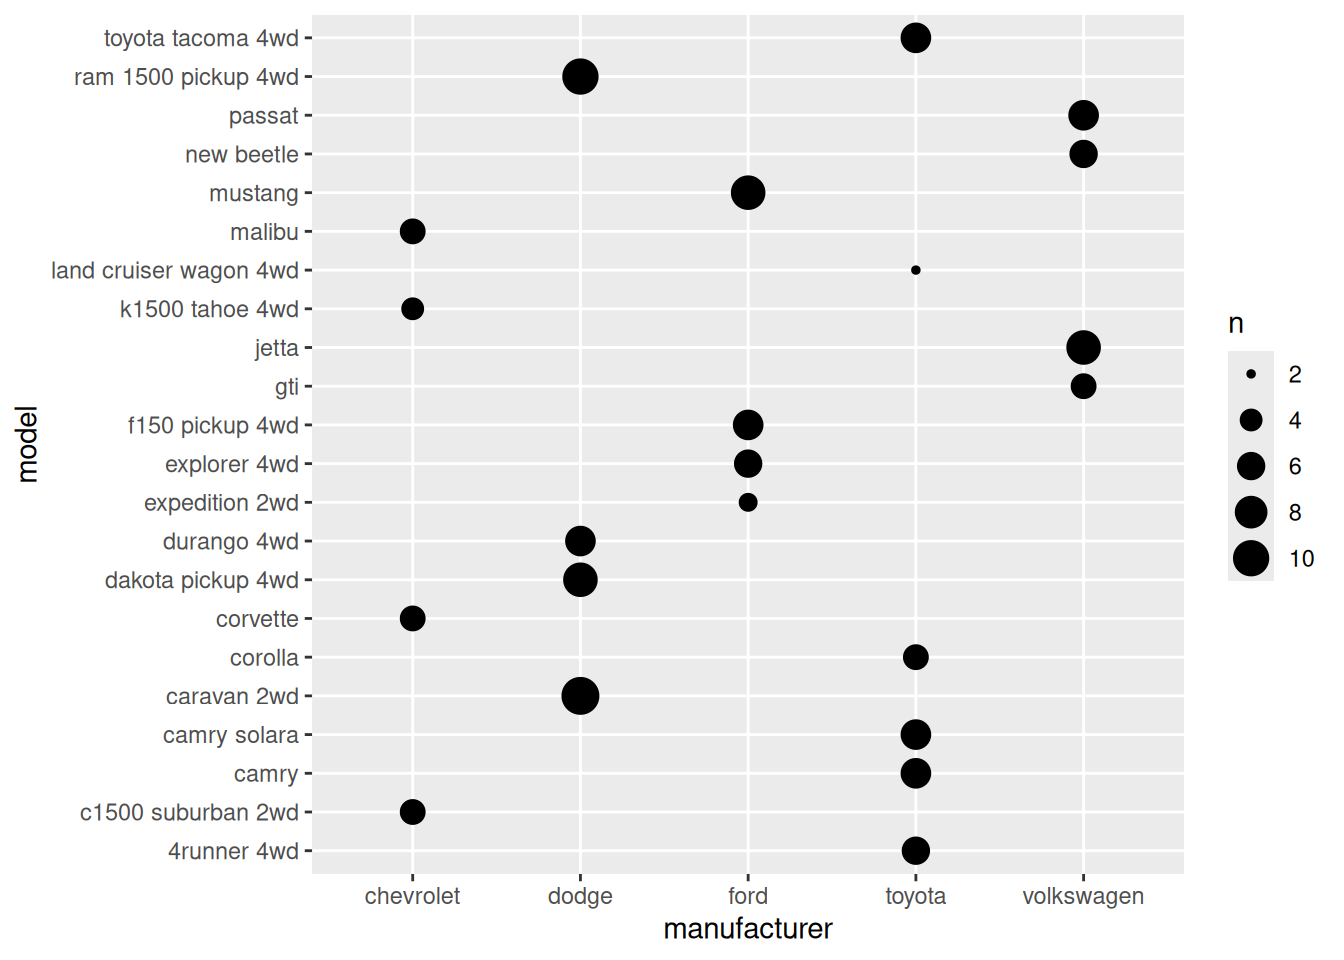 toyota tacoma 4wd
ram 1500 pickup 4wd
passat
new beetle
mustang
malibu
land cruiser wagon 4wd
k1500 tahoe 4wd
jetta
gti
f150 pickup 4wd
explorer 4wd
expedition 2wd
durango 4wd
dakota pickup 4wd
corvette
corolla
caravan 2wd
camry solara
camry
c1500 suburban 2wd
4runner 4wd
model
chevrolet dodge ford toyota volkswagen
manufacturer
n
2
4
6
8
10